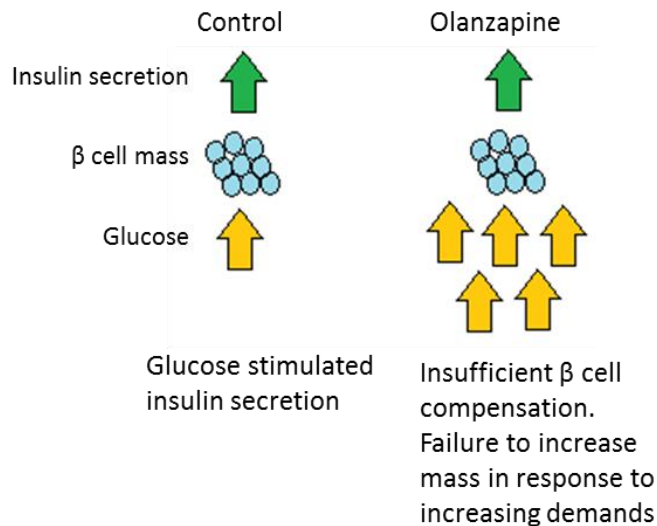 Control Olanzapine
Insulin secretion
β cell mass
Glucose
Glucose stimulated
insulin secretion
Insufficient β cell
compensation.
Failure to increase
mass in response to
increasing demands